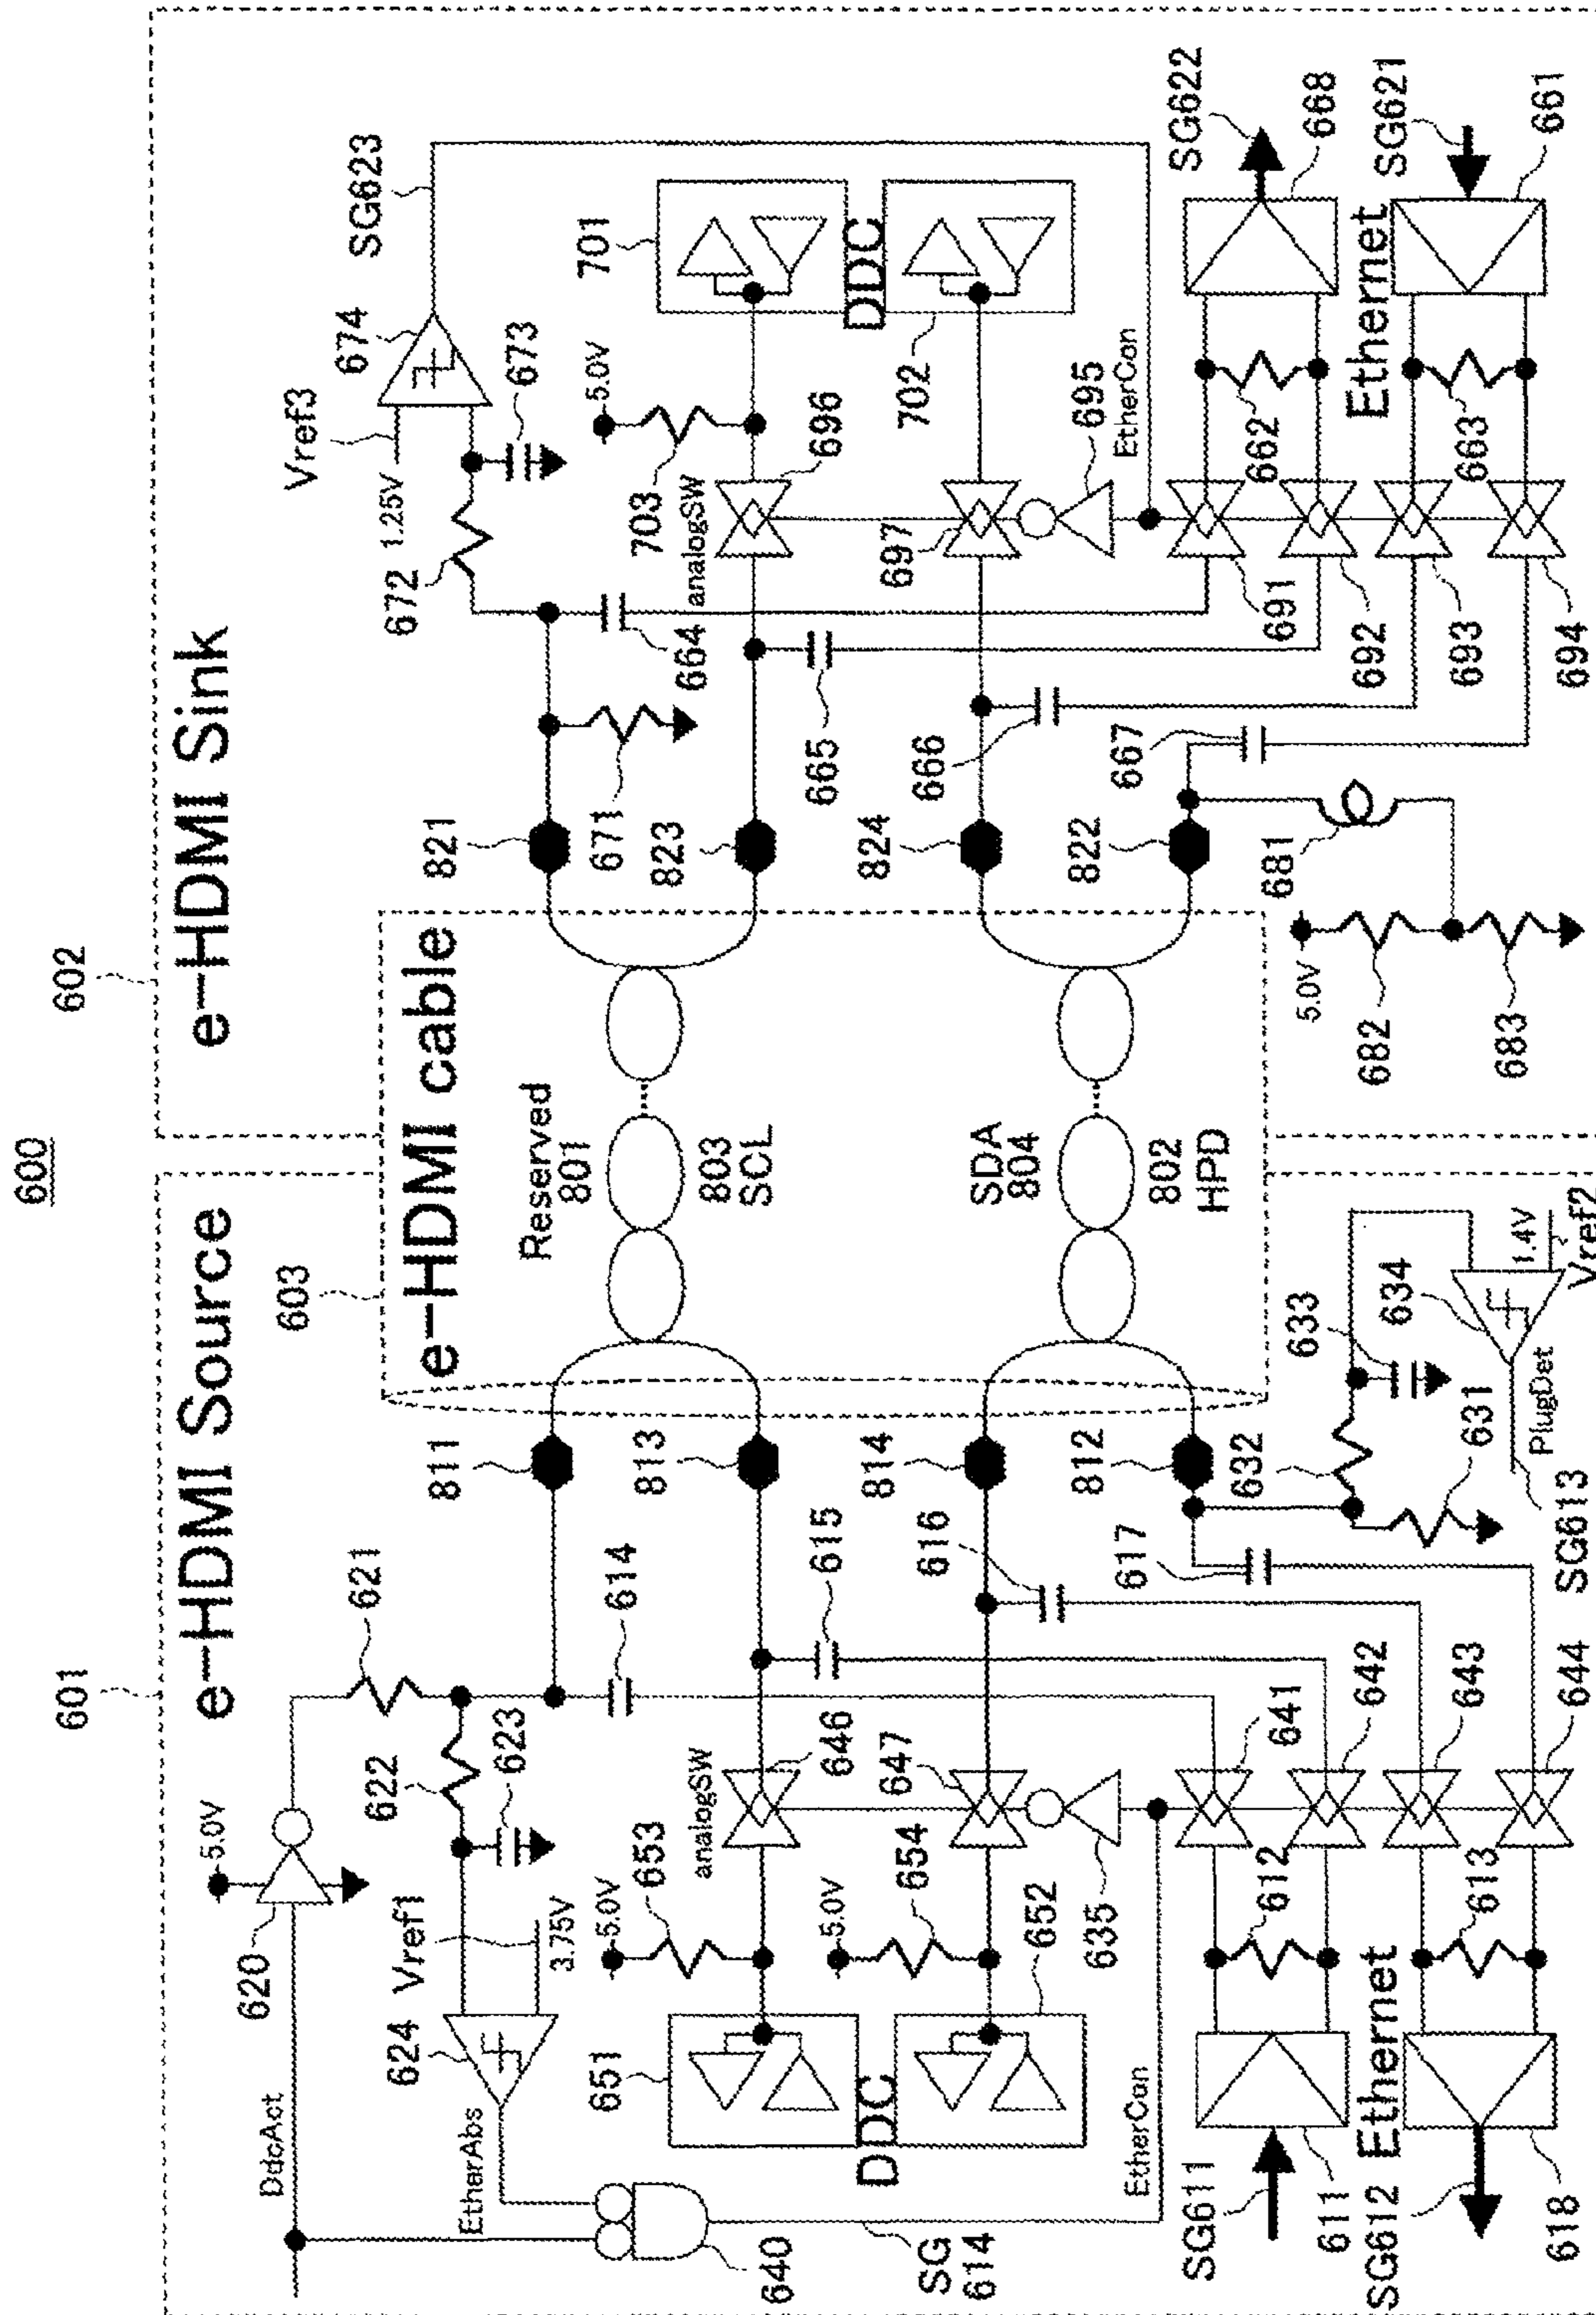 600
601
602
e-HDMI Source
603
e-HDMI Sink
e-HDMI cable
DdcAct
620
5.0V
621
622
623
624
Vref1
3.75V
EtherAbs
640
SG
614
614
811
Reserved
801
821
671
672
664
1.25V
Vref3
674
673
SG623
651
DDC
652
5.0V
653
analogSW
646
615
813
803
SCL
823
665
703
analogSW
5.0V
696
701
DDC
702
5.0V
654
647
616
814
SDA
804
824
666
697
635
EtherCon
617
812
802
HPD
822
667
695
EtherCon
SG611
611
612
641
642
SG612
Ethernet
618
613
643
644
632
631
633
634
1.4V
Vref2
PlugDet
SG613
5.0V
682
683
681
691
692
693
694
662
663
Ethernet
SG622
668
SG621
661